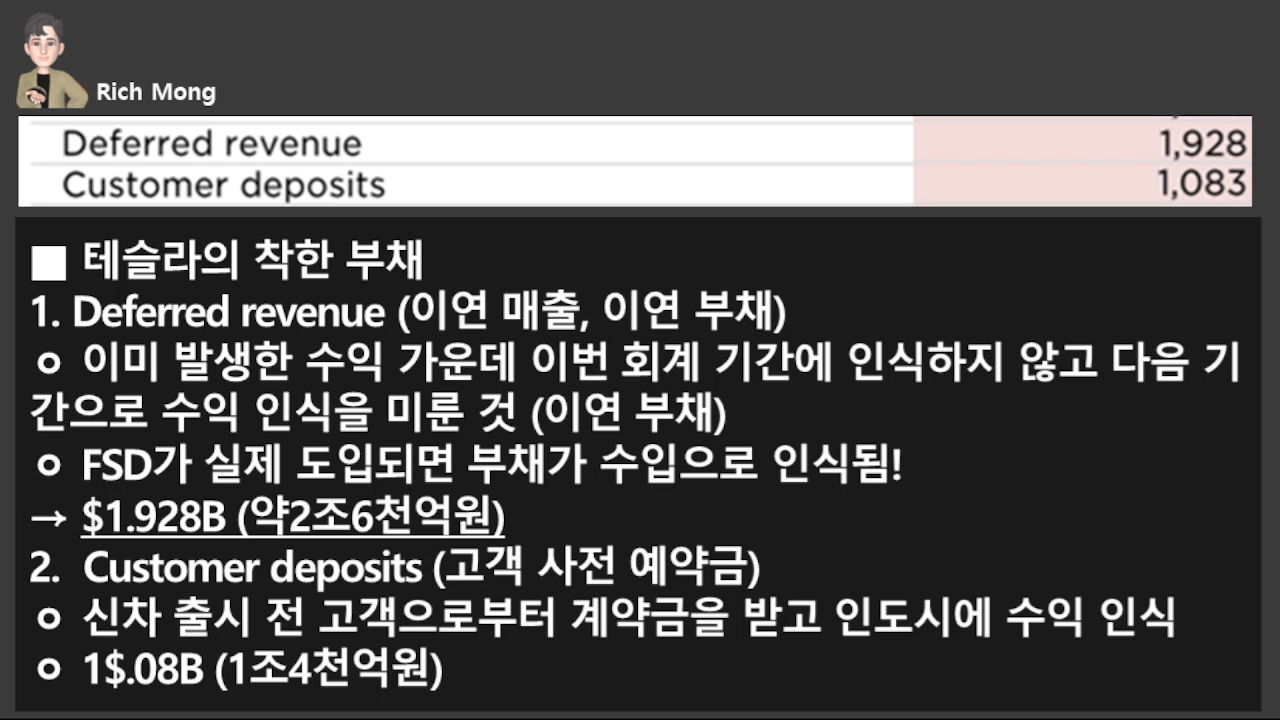 Rich Mong
Deferred revenue 1,928
Customer deposits 1,083
■ 테슬라의 착한 부채
1. Deferred revenue (이연 매출, 이연 부채)
ㅇ 이미 발생한 수익 가운데 이번 회계 기간에 인식하지 않고 다음 기
간으로 수익 인식을 미룬 것 (이연 부채)
ㅇ FSD가 실제 도입되면 부채가 수입으로 인식됨!
→ $1.928B (약2조6천억원)
2. Customer deposits (고객 사전 예약금)
ㅇ 신차 출시 전 고객으로부터 계약금을 받고 인도시에 수익 인식
ㅇ 1$.08B (1조4천억원)